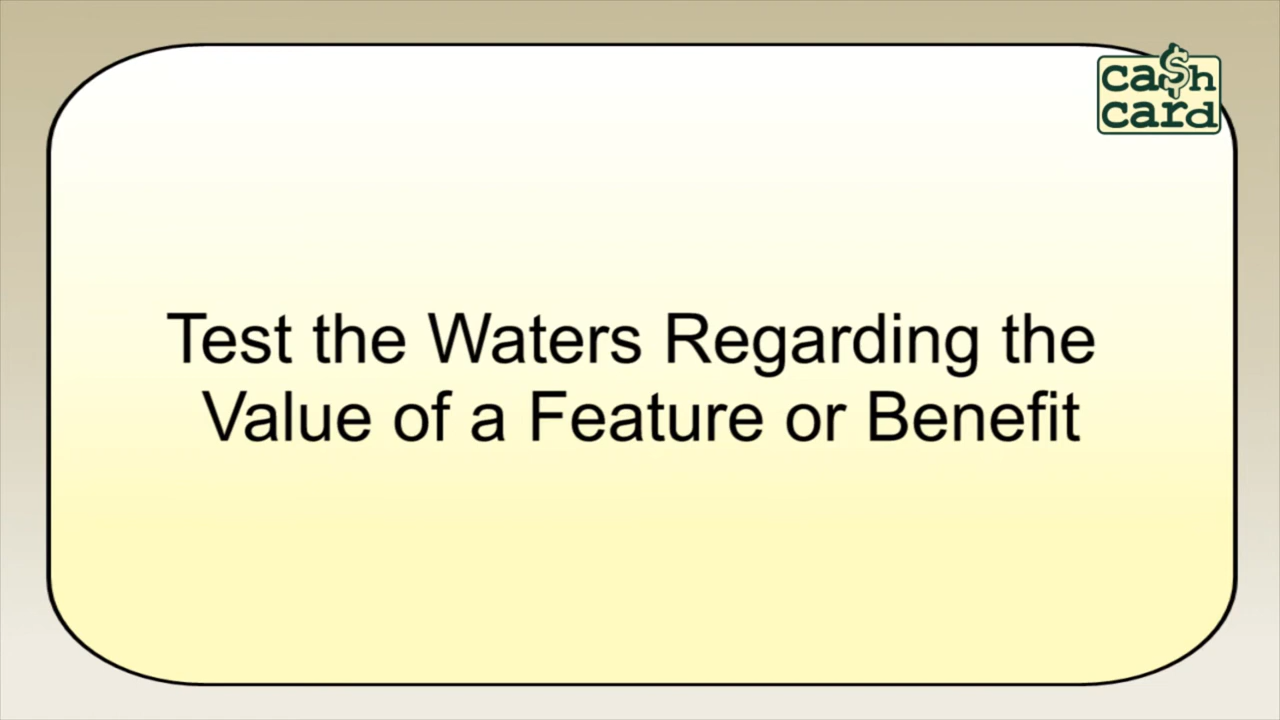 ca$h
card
Test the Waters Regarding the
Value of a Feature or Benefit